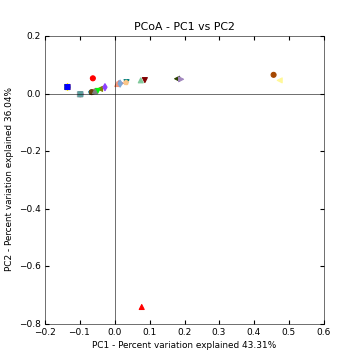 PCoA - PC1 vs PC2
0.2
0.0
−0.2
−0.4
−0.6
−0.8
PC2 - Percent variation explained 36.04%
−0.2 −0.1 0.0 0.1 0.2 0.3 0.4 0.5 0.6
PC1 - Percent variation explained 43.31%